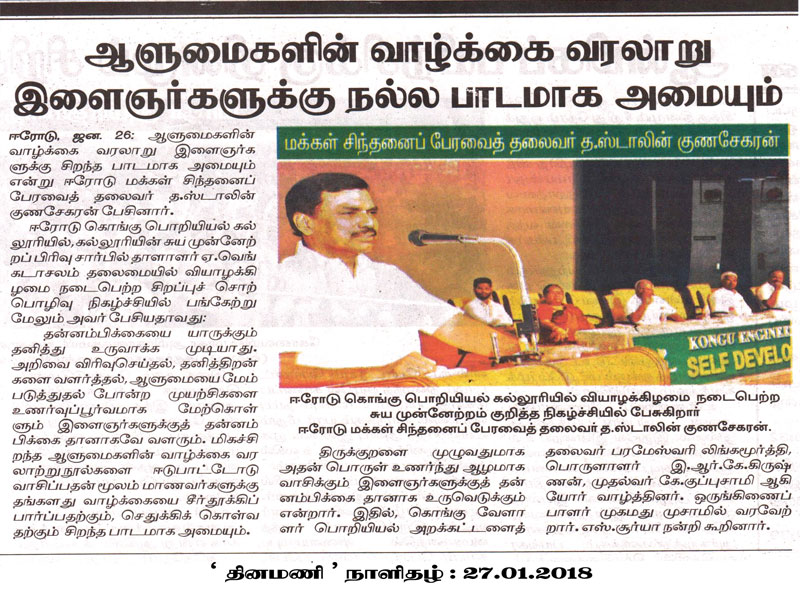 ஆளுமைகளின் வாழ்க்கை வரலாறு
இளைஞர்களுக்கு நல்ல பாடமாக அமையும்
ஈரோடு, ஜன. 26: ஆளுமைகளின்
வாழ்க்கை வரலாறு இளைஞர்க
ளுக்கு சிறந்த பாடமாக அமையும்
என்று ஈரோடு மக்கள் சிந்தனைப்
பேரவைத் தலைவர் த.ஸ்டாலின்
குணசேகரன் பேசினார்.
ஈரோடு கொங்கு பொறியியல் கல்
லூரியில்,கல்லூரியின் சுய முன்னேற்
றப் பிரிவு சார்பில் தாளாளர் ஏ.வெங்
கடாசலம் தலைமையில் வியாழக்கி
ழமை நடைபெற்ற சிறப்புச் சொற்
பொழிவு நிகழ்ச்சியில் பங்கேற்று
மேலும் அவர் பேசியதாவது:
தன்னம்பிக்கையை யாருக்கும்
தனித்து உருவாக்க முடியாது.
அறிவை விரிவுசெய்தல், தனித்திறன்
களை வளர்த்தல், ஆளுமையை மேம்
படுத்துதல் போன்ற முயற்சிகளை
உணர்வுப்பூர்வமாக மேற்கொள்
ளும் இளைஞர்களுக்குத் தன்னம்
பிக்கை தானாகவே வளரும். மிகச்சி
றந்த ஆளுமைகளின் வாழ்க்கை வர
லாற்றுநூல்களை ஈடுபாட்டோடு
வாசிப்பதன் மூலம் மாணவர்களுக்கு
தங்களது வாழ்க்கையை சீர்தூக்கிப்
பார்ப்பதற்கும், செதுக்கிக் கொள்வ
தற்கும் சிறந்த பாடமாக அமையும்.
மக்கள் சிந்தனைப் பேரவைத் தலைவர் த.ஸ்டாலின் குணசேகரன்
KONGU ENGINEE
SELF DEVELO
ஈரோடு கொங்கு பொறியியல் கல்லூரியில் வியாழக்கிழமை நடைபெற்ற
சுய முன்னேற்றம் குறித்த நிகழ்ச்சியில் பேசுகிறார்
ஈரோடு மக்கள் சிந்தனைப் பேரவைத் தலைவர் த.ஸ்டாலின் குணசேகரன்.
திருக்குறளை முழுவதுமாக
அதன் பொருள் உணர்ந்து ஆழமாக
வாசிக்கும் இளைஞர்களுக்குத் தன்
னம்பிக்கை தானாக உருவெடுக்கும்
என்றார். இதில், கொங்கு வேளா
ளர் பொறியியல் அறக்கட்டளைத்
தலைவர் பரமேஸ்வரி லிங்கமூர்த்தி,
பொருளாளர் இ.ஆர்.கே.கிருஷ்
ணன், முதல்வர் கே.குப்புசாமி ஆகி
யோர் வாழ்த்தினர். ஒருங்கிணைப்
பாளர் முகமது முசாமில் வரவேற்
றார். எஸ்.சூர்யா நன்றி கூறினார்.
‘ தினமணி ’ நாளிதழ் : 27.01.2018